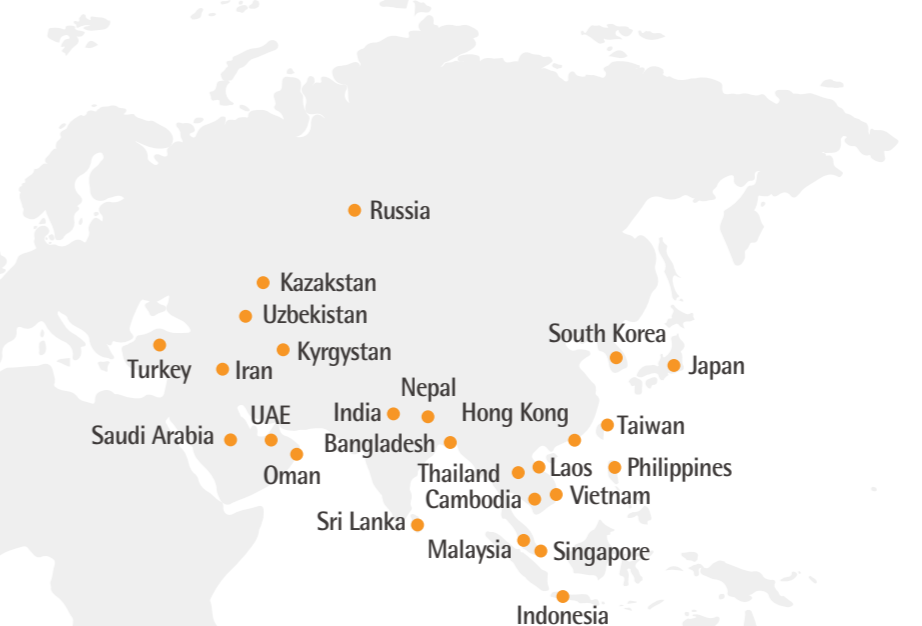 Russia
Kazakstan
Uzbekistan
South Korea
Kyrgystan
Turkey
Iran
Japan
Nepal
India
Hong Kong
UAE
Taiwan
Saudi Arabia
Bangladesh
Oman
Thailand
Laos
Philippines
Cambodia
Vietnam
Sri Lanka
Malaysia
Singapore
Indonesia